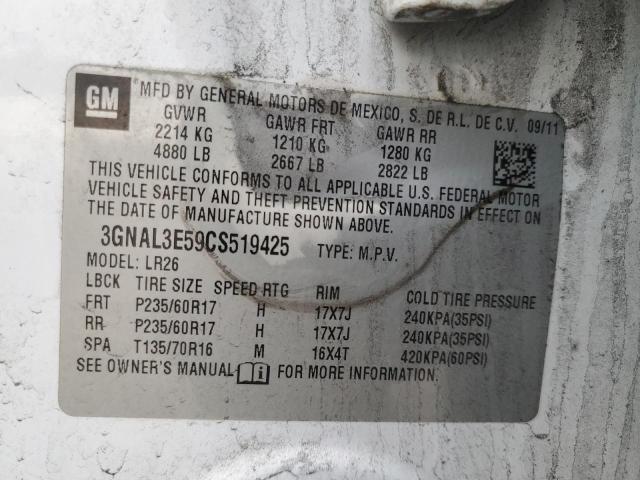 GM
MFD BY GENERAL MOTORS DE MEXICO, S. DE R.L. DE C.V. 09/11
GVWR GAWR FRT GAWR RR
2214 KG 1210 KG 1280 KG
4880 LB 2667 LB 2822 LB
THIS VEHICLE CONFORMS TO ALL APPLICABLE U.S. FEDERAL MOTOR
VEHICLE SAFETY AND THEFT PREVENTION STANDARDS IN EFFECT ON
THE DATE OF MANUFACTURE SHOWN ABOVE.
3GNAL3E59CS519425 TYPE: M.P.V.
MODEL: LR26
LBCK TIRE SIZE SPEED RTG RIM COLD TIRE PRESSURE
FRT P235/60R17 H 17X7J 240KPA(35PSI)
RR P235/60R17 H 17X7J 240KPA(35PSI)
SPA T135/70R16 M 16X4T 420KPA(60PSI)
SEE OWNER'S MANUAL FOR MORE INFORMATION.